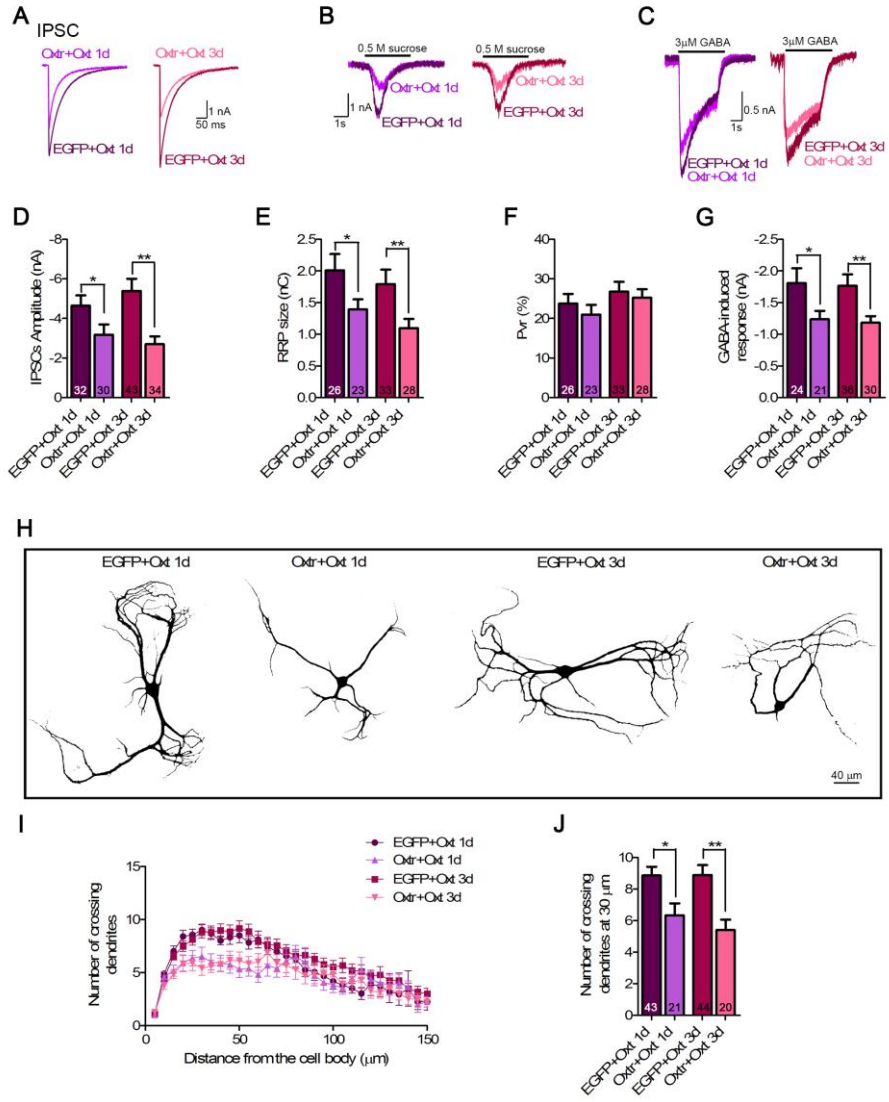 A
IPSC
Oxtr+Oxt 1d
Oxtr+Oxt 3d
EGFP+Oxt 1d
EGFP+Oxt 3d
1 nA
50 ms
B
0.5 M sucrose
0.5 M sucrose
Oxtr+Oxt 1d
Oxtr+Oxt 3d
EGFP+Oxt 1d
EGFP+Oxt 3d
1 nA
1s
C
3μM GABA
3μM GABA
EGFP+Oxt 1d
Oxtr+Oxt 1d
EGFP+Oxt 3d
Oxtr+Oxt 3d
0.5 nA
1s
D
IPSCs Amplitude (nA)
-8
-6
-4
-2
0
*
**
32
30
43
34
EGFP+Oxt 1d
Oxtr+Oxt 1d
EGFP+Oxt 3d
Oxtr+Oxt 3d
E
RRP size (nC)
2.5
2.0
1.5
1.0
0.5
0.0
*
**
26
23
33
28
EGFP+Oxt 1d
Oxtr+Oxt 1d
EGFP+Oxt 3d
Oxtr+Oxt 3d
F
Pvr (%)
40
30
20
10
0
26
23
33
28
EGFP+Oxt 1d
Oxtr+Oxt 1d
EGFP+Oxt 3d
Oxtr+Oxt 3d
G
GABA-induced
response (nA)
-2.5
-2.0
-1.5
-1.0
-0.5
-0.0
*
**
24
21
36
30
EGFP+Oxt 1d
Oxtr+Oxt 1d
EGFP+Oxt 3d
Oxtr+Oxt 3d
H
EGFP+Oxt 1d
Oxtr+Oxt 1d
EGFP+Oxt 3d
Oxtr+Oxt 3d
40 μm
I
EGFP+Oxt 1d
Oxtr+Oxt 1d
EGFP+Oxt 3d
Oxtr+Oxt 3d
Number of crossing
dendrites
15
10
5
0
0
50
100
150
Distance from the cell body (μm)
J
Number of crossing
dendrites at 30 μm
10
8
6
4
2
0
*
**
43
21
44
20
EGFP+Oxt 1d
Oxtr+Oxt 1d
EGFP+Oxt 3d
Oxtr+Oxt 3d